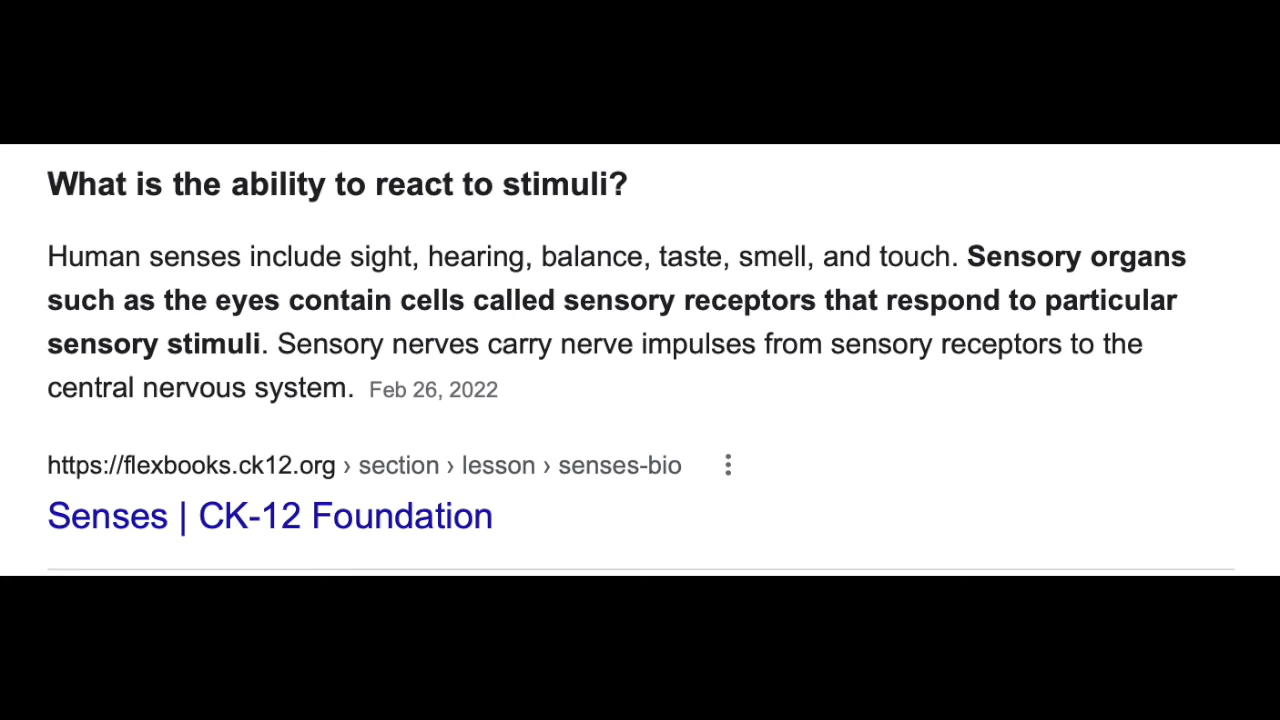 What is the ability to react to stimuli?
Human senses include sight, hearing, balance, taste, smell, and touch. Sensory organs
such as the eyes contain cells called sensory receptors that respond to particular
sensory stimuli. Sensory nerves carry nerve impulses from sensory receptors to the
central nervous system. Feb 26, 2022
https://flexbooks.ck12.org › section › lesson › senses-bio
Senses | CK-12 Foundation